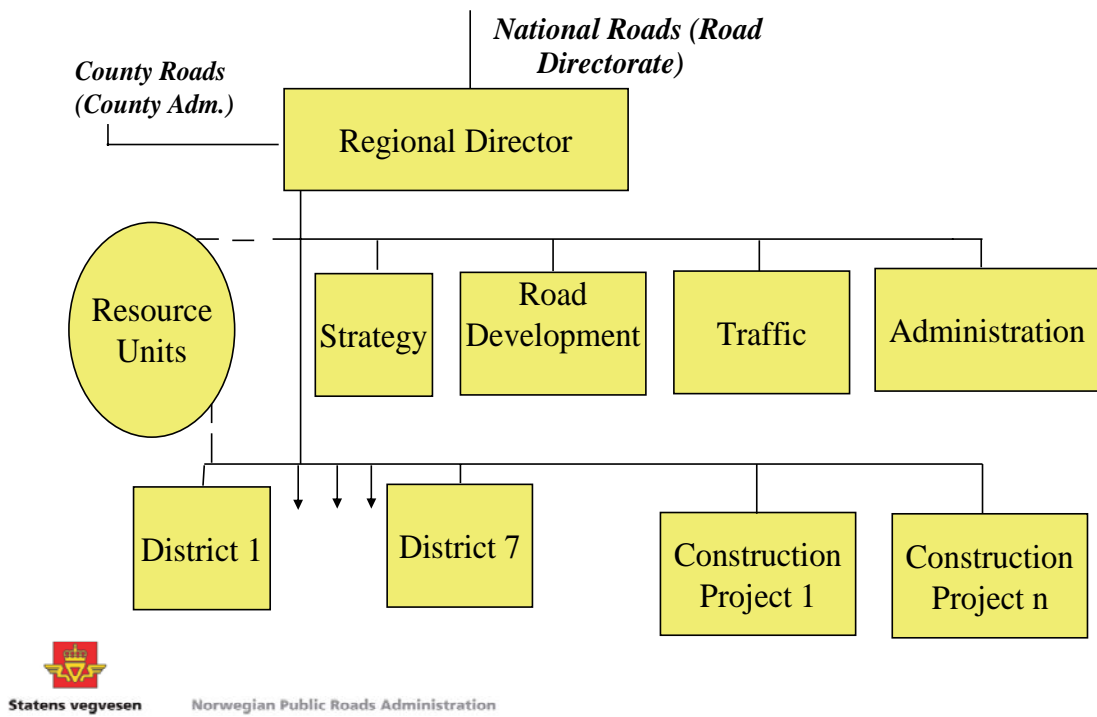 National Roads (Road
Directorate)
County Roads
(County Adm.)
Regional Director
Resource
Units
Strategy
Road
Development
Traffic
Administration
District 1
District 7
Construction
Project 1
Construction
Project n
Statens vegvesen
Norwegian Public Roads Administration